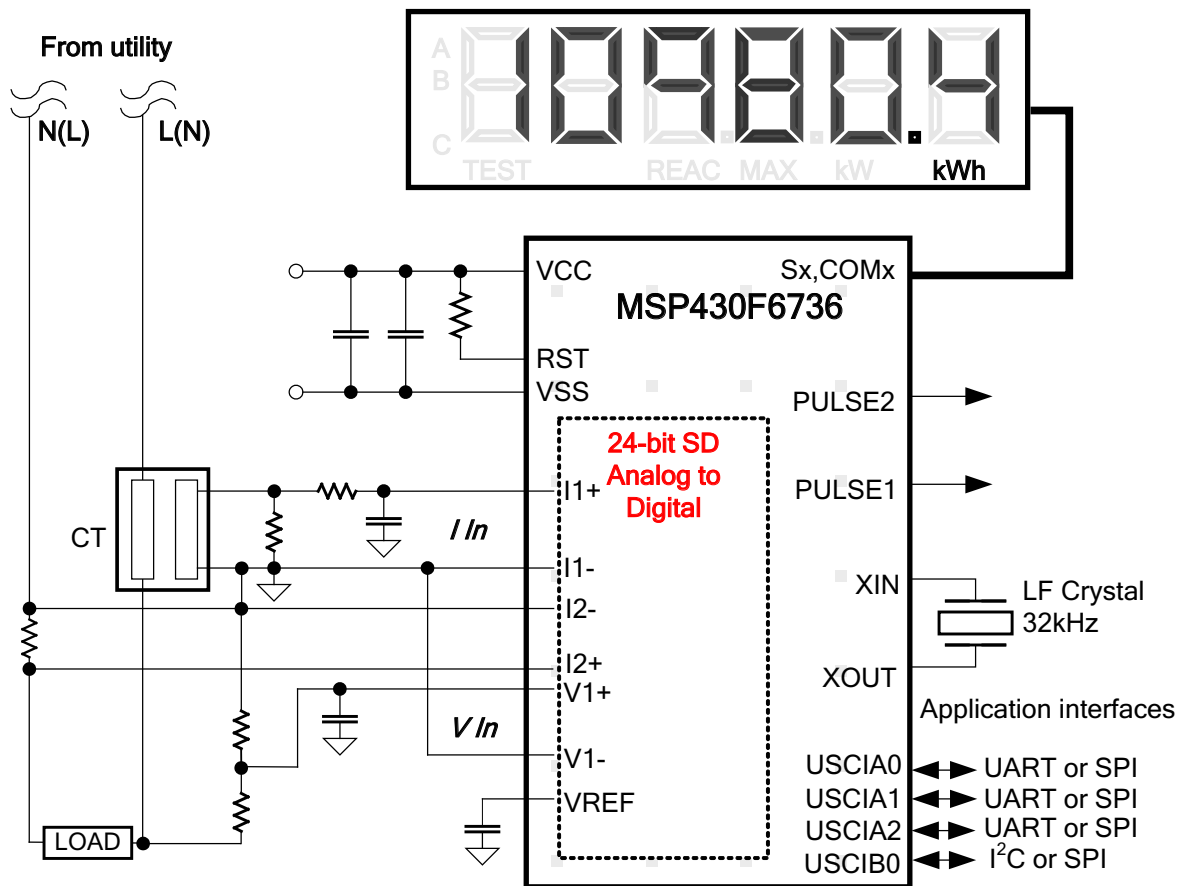 From utility
N(L)
L(N)
A
B
C
10980.4
TEST
REAC
MAX
kW
kWh
VCC
Sx,COMx
MSP430F6736
RST
VSS
PULSE2
24-bit SD
Analog to
Digital
PULSE1
I1+
CT
I In
I1-
XIN
LF Crystal
32kHz
I2-
I2+
XOUT
V1+
Application interfaces
V In
V1-
USCIA0
UART or SPI
VREF
USCIA1
UART or SPI
USCIA2
UART or SPI
LOAD
USCIB0
I²C or SPI